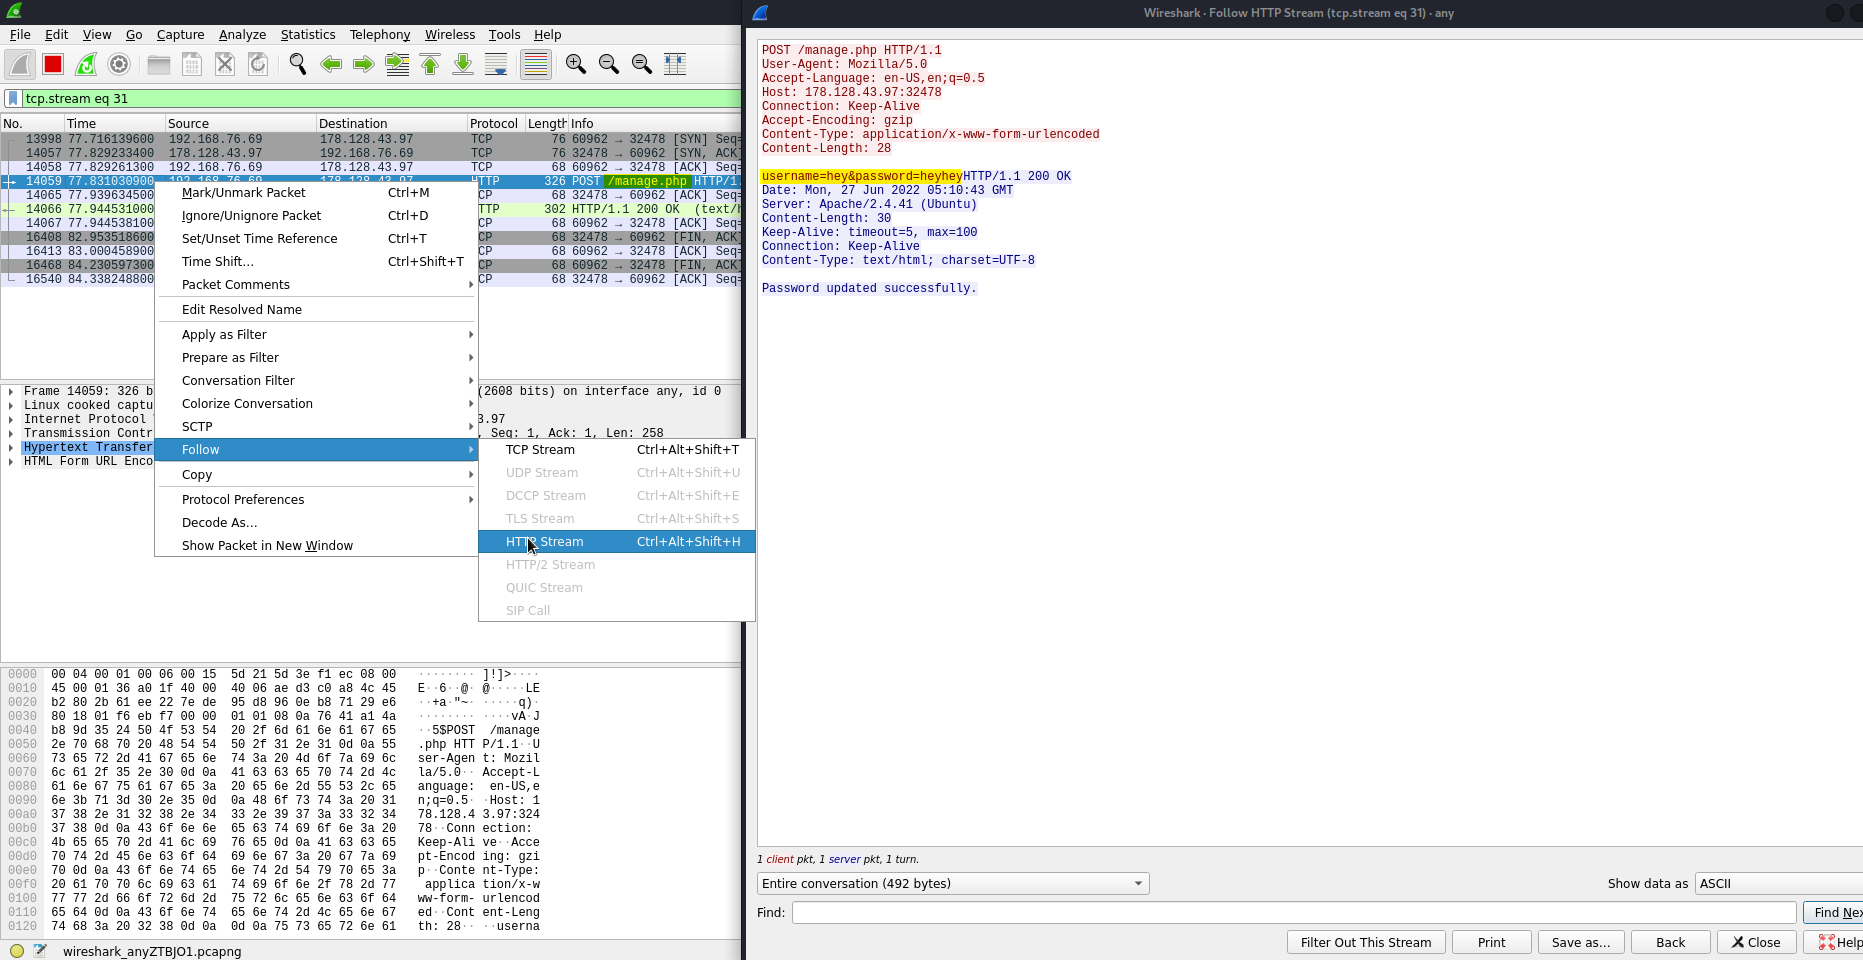 File Edit View Go Capture Analyze Statistics Telephony Wireless Tools Help
tcp.stream eq 31
No. Time Source Destination Protocol Length Info
13998 77.716139600 192.168.76.69 178.128.43.97 TCP 76 60962 → 32478 [SYN] Seq=
14057 77.829233400 178.128.43.97 192.168.76.69 TCP 76 32478 → 60962 [SYN, ACK]
14058 77.829261300 192.168.76.69 178.128.43.97 TCP 68 60962 → 32478 [ACK] Seq=
14059 77.831030900 192.168.76.69 178.128.43.97 HTTP 326 POST /manage.php HTTP/1.
14065 77.939634500 CP 68 32478 → 60962 [ACK] Seq=
14066 77.944531000 TTP 302 HTTP/1.1 200 OK (text/h
14067 77.944538100 CP 68 60962 → 32478 [ACK] Seq=
16408 82.953518600 CP 68 32478 → 60962 [FIN, ACK]
16413 83.000458900 CP 68 60962 → 32478 [ACK] Seq=
16468 84.230597300 CP 68 60962 → 32478 [FIN, ACK]
16540 84.338248800 CP 68 32478 → 60962 [ACK] Seq=
Mark/Unmark Packet Ctrl+M
Ignore/Unignore Packet Ctrl+D
Set/Unset Time Reference Ctrl+T
Time Shift... Ctrl+Shift+T
Packet Comments
Edit Resolved Name
Apply as Filter
Prepare as Filter
Conversation Filter
Colorize Conversation
SCTP
Follow
Copy
Protocol Preferences
Decode As...
Show Packet in New Window
TCP Stream Ctrl+Alt+Shift+T
UDP Stream Ctrl+Alt+Shift+U
DCCP Stream Ctrl+Alt+Shift+E
TLS Stream Ctrl+Alt+Shift+S
HTTP Stream Ctrl+Alt+Shift+H
HTTP/2 Stream
QUIC Stream
SIP Call
Frame 14059: 326 b (2608 bits) on interface any, id 0
Linux cooked captu
Internet Protocol 3.97
Transmission Contr , Seq: 1, Ack: 1, Len: 258
Hypertext Transfer
HTML Form URL Enco
0000 00 04 00 01 00 06 00 15 5d 21 5d 3e f1 ec 08 00 ········ ]!]>····
0010 45 00 01 36 a0 1f 40 00 40 06 ae d3 c0 a8 4c 45 E··6··@· @·····LE
0020 b2 80 2b 61 ee 22 7e de 95 d8 96 0e b8 71 29 e6 ··+a·"~· ·····q)·
0030 80 18 01 f6 eb f7 00 00 01 01 08 0a 76 41 a1 4a ········ ····vA·J
0040 b8 9d 35 24 50 4f 53 54 20 2f 6d 61 6e 61 67 65 ··5$POST /manage
0050 2e 70 68 70 20 48 54 54 50 2f 31 2e 31 0d 0a 55 .php HTT P/1.1··U
0060 73 65 72 2d 41 67 65 6e 74 3a 20 4d 6f 7a 69 6c ser-Agen t: Mozil
0070 6c 61 2f 35 2e 30 0d 0a 41 63 63 65 70 74 2d 4c la/5.0·· Accept-L
0080 61 6e 67 75 61 67 65 3a 20 65 6e 2d 55 53 2c 65 anguage: en-US,e
0090 6e 3b 71 3d 30 2e 35 0d 0a 48 6f 73 74 3a 20 31 n;q=0.5· ·Host: 1
00a0 37 38 2e 31 32 38 2e 34 33 2e 39 37 3a 33 32 34 78.128.4 3.97:324
00b0 37 38 0d 0a 43 6f 6e 6e 65 63 74 69 6f 6e 3a 20 78··Conn ection:
00c0 4b 65 65 70 2d 41 6c 69 76 65 0d 0a 41 63 63 65 Keep-Ali ve··Acce
00d0 70 74 2d 45 6e 63 6f 64 69 6e 67 3a 20 67 7a 69 pt-Encod ing: gzi
00e0 70 0d 0a 43 6f 6e 74 65 6e 74 2d 54 79 70 65 3a p··Conte nt-Type:
00f0 20 61 70 70 6c 69 63 61 74 69 6f 6e 2f 78 2d 77 applica tion/x-w
0100 77 77 2d 66 6f 72 6d 2d 75 72 6c 65 6e 63 6f 64 ww-form- urlencod
0110 65 64 0d 0a 43 6f 6e 74 65 6e 74 2d 4c 65 6e 67 ed··Cont ent-Leng
0120 74 68 3a 20 32 38 0d 0a 0d 0a 75 73 65 72 6e 61 th: 28·· ··userna
wireshark_anyZTBJO1.pcapng
Wireshark · Follow HTTP Stream (tcp.stream eq 31) · any
POST /manage.php HTTP/1.1
User-Agent: Mozilla/5.0
Accept-Language: en-US,en;q=0.5
Host: 178.128.43.97:32478
Connection: Keep-Alive
Accept-Encoding: gzip
Content-Type: application/x-www-form-urlencoded
Content-Length: 28
username=hey&password=heyheyHTTP/1.1 200 OK
Date: Mon, 27 Jun 2022 05:10:43 GMT
Server: Apache/2.4.41 (Ubuntu)
Content-Length: 30
Keep-Alive: timeout=5, max=100
Connection: Keep-Alive
Content-Type: text/html; charset=UTF-8
Password updated successfully.
1 client pkt, 1 server pkt, 1 turn.
Entire conversation (492 bytes) Show data as ASCII
Find: Find Nex
Filter Out This Stream Print Save as... Back Close Help